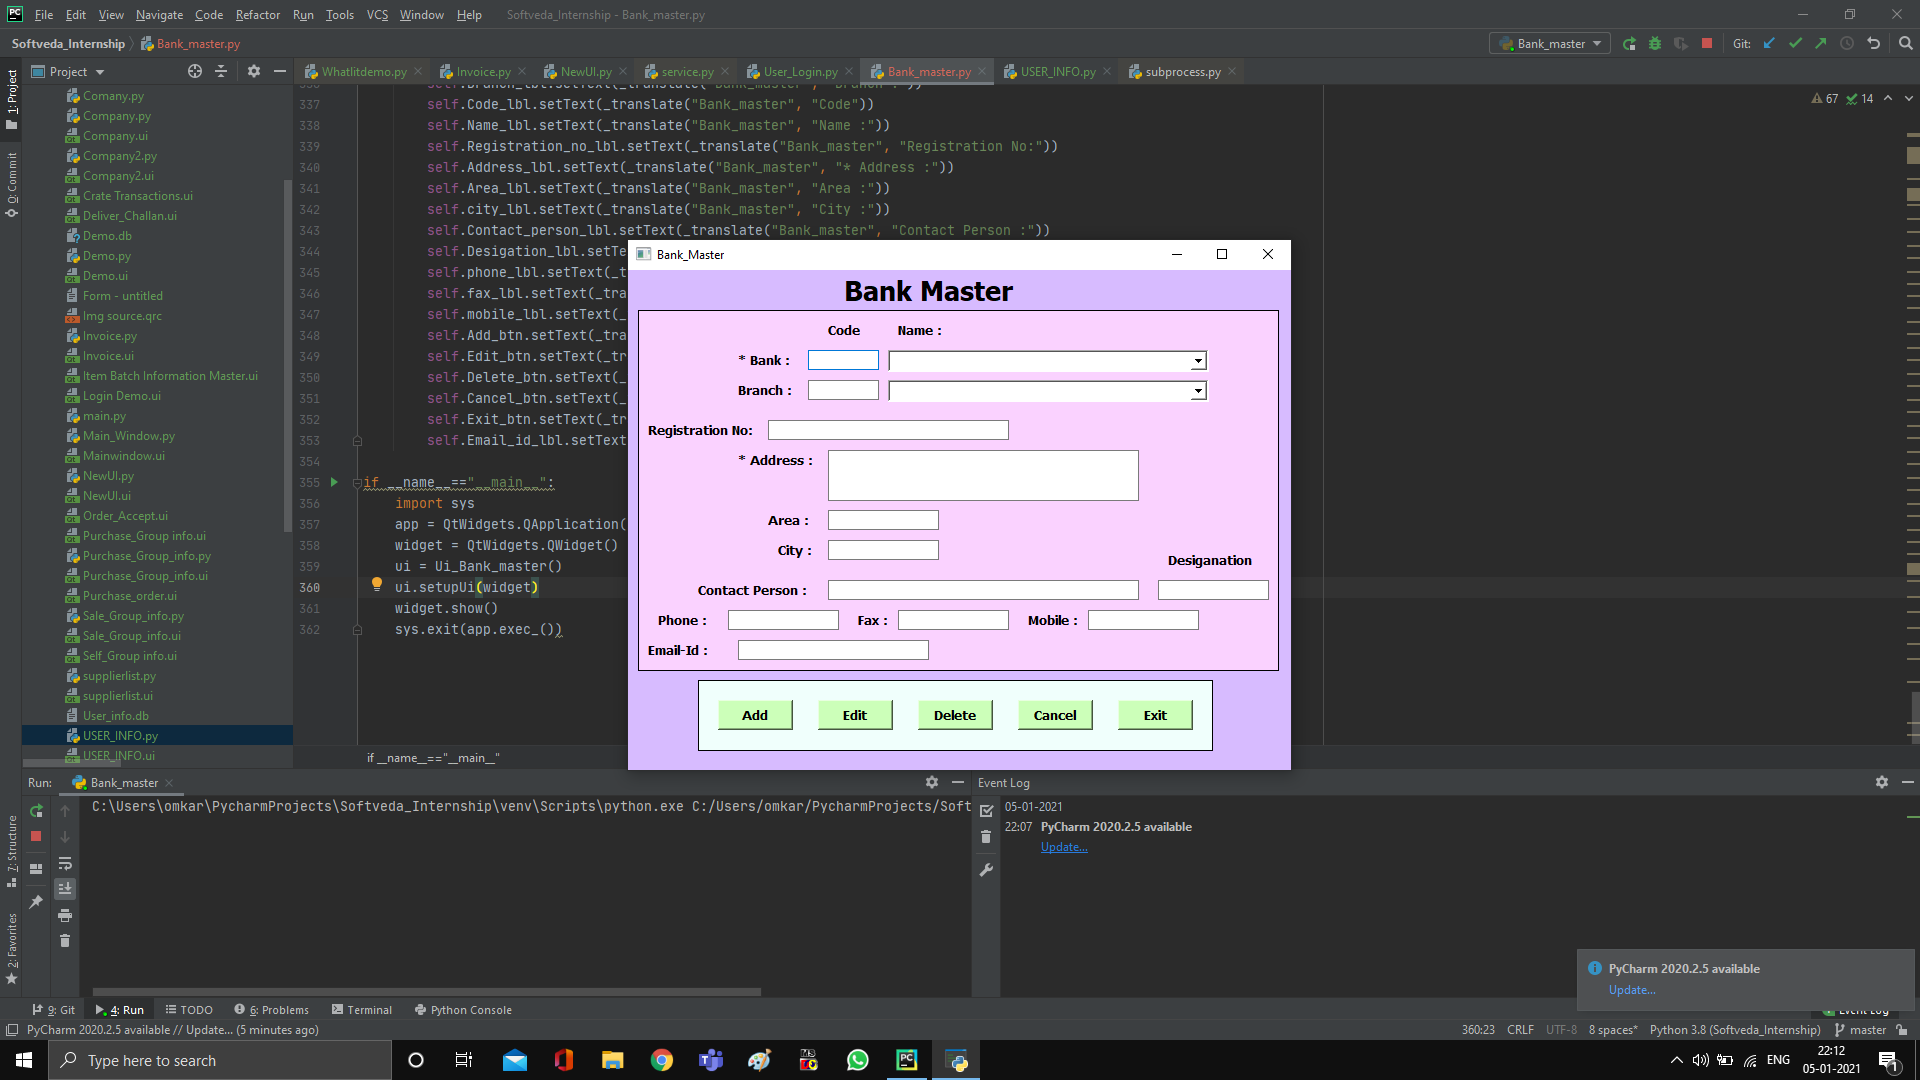 File Edit View Navigate Code Refactor Run Tools VCS Window Help Softveda_Internship - Bank_master.py
Softveda_Internship Bank_master.py Bank_master Git:
Project Whatlitdemo.py Invoice.py NewUI.py service.py User_Login.py Bank_master.py USER_INFO.py subprocess.py
1: Project
0: Commit
7: Structure
2: Favorites
Comany.py
Company.py
Company.ui
Company2.py
Company2.ui
Crate Transactions.ui
Deliver_Challan.ui
Demo.db
Demo.py
Demo.ui
Form - untitled
Img source.qrc
Invoice.py
Invoice.ui
Item Batch Information Master.ui
Login Demo.ui
main.py
Main_Window.py
Mainwindow.ui
NewUI.py
NewUI.ui
Order_Accept.ui
Purchase_Group info.ui
Purchase_Group_info.py
Purchase_Group_info.ui
Purchase_order.ui
Sale_Group_info.py
Sale_Group_info.ui
Self_Group info.ui
supplierlist.py
supplierlist.ui
User_info.db
USER_INFO.py
USER_INFO.ui
67 14
336 self.Branch_lbl.setText(_translate("Bank_master", "Branch :"))
337 self.Code_lbl.setText(_translate("Bank_master", "Code"))
338 self.Name_lbl.setText(_translate("Bank_master", "Name :"))
339 self.Registration_no_lbl.setText(_translate("Bank_master", "Registration No:"))
340 self.Address_lbl.setText(_translate("Bank_master", "* Address :"))
341 self.Area_lbl.setText(_translate("Bank_master", "Area :"))
342 self.city_lbl.setText(_translate("Bank_master", "City :"))
343 self.Contact_person_lbl.setText(_translate("Bank_master", "Contact Person :"))
344 self.Desigation_lbl.setTe
345 self.phone_lbl.setText(_t
346 self.fax_lbl.setText(_tra
347 self.mobile_lbl.setText(_
348 self.Add_btn.setText(_tra
349 self.Edit_btn.setText(_tr
350 self.Delete_btn.setText(_
351 self.Cancel_btn.setText(_
352 self.Exit_btn.setText(_tr
353 self.Email_id_lbl.setText
354
355 if __name__=="__main__":
356 import sys
357 app = QtWidgets.QApplication(
358 widget = QtWidgets.QWidget()
359 ui = Ui_Bank_master()
360 ui.setupUi(widget)
361 widget.show()
362 sys.exit(app.exec_())
if __name__=="__main__"
Bank_Master
Bank Master
Code Name :
* Bank :
Branch :
Registration No:
* Address :
Area :
City :
Desiganation
Contact Person :
Phone : Fax : Mobile :
Email-Id :
Add Edit Delete Cancel Exit
Run: Bank_master
C:\Users\omkar\PycharmProjects\Softveda_Internship\venv\Scripts\python.exe C:/Users/omkar/PycharmProjects/Soft
Event Log
05-01-2021
22:07 PyCharm 2020.2.5 available
Update...
PyCharm 2020.2.5 available
Update...
9: Git 4: Run TODO 6: Problems Terminal Python Console Event Log
PyCharm 2020.2.5 available // Update... (5 minutes ago) 360:23 CRLF UTF-8 8 spaces* Python 3.8 (Softveda_Internship) master
Type here to search
ENG 22:12
05-01-2021
1